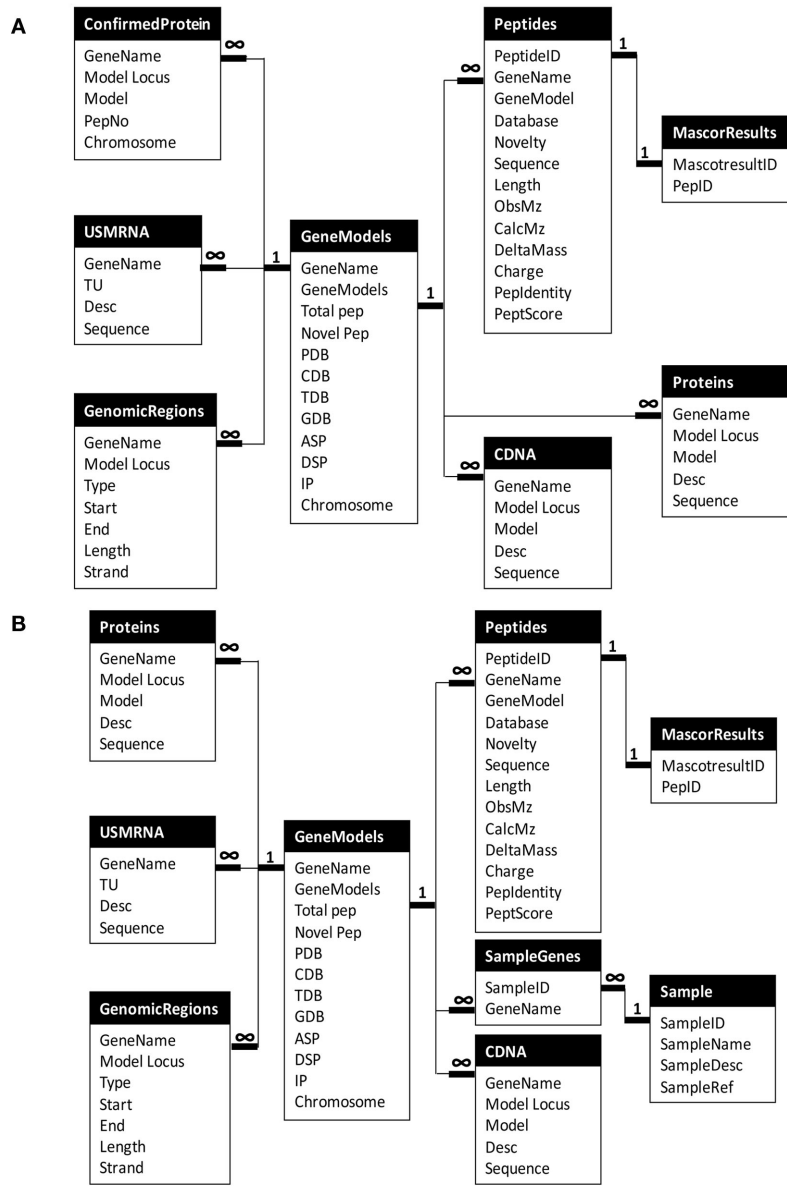 A
ConfirmedProtein
GeneName
Model Locus
Model
PepNo
Chromosome
∞
USMRNA
GeneName
TU
Desc
Sequence
∞
GenomicRegions
GeneName
Model Locus
Type
Start
End
Length
Strand
∞
1
GeneModels
GeneName
GeneModels
Total pep
Novel Pep
PDB
CDB
TDB
GDB
ASP
DSP
IP
Chromosome
1
∞
Peptides
PeptideID
GeneName
GeneModel
Database
Novelty
Sequence
Length
ObsMz
CalcMz
DeltaMass
Charge
PepIdentity
PeptScore
1
1
MascorResults
MascotresultID
PepID
∞
Proteins
GeneName
Model Locus
Model
Desc
Sequence
∞
CDNA
GeneName
Model Locus
Model
Desc
Sequence
B
Proteins
GeneName
Model Locus
Model
Desc
Sequence
∞
USMRNA
GeneName
TU
Desc
Sequence
∞
GenomicRegions
GeneName
Model Locus
Type
Start
End
Length
Strand
∞
1
GeneModels
GeneName
GeneModels
Total pep
Novel Pep
PDB
CDB
TDB
GDB
ASP
DSP
IP
Chromosome
1
∞
Peptides
PeptideID
GeneName
GeneModel
Database
Novelty
Sequence
Length
ObsMz
CalcMz
DeltaMass
Charge
PepIdentity
PeptScore
1
1
MascorResults
MascotresultID
PepID
∞
SampleGenes
SampleID
GeneName
∞
1
Sample
SampleID
SampleName
SampleDesc
SampleRef
∞
CDNA
GeneName
Model Locus
Model
Desc
Sequence